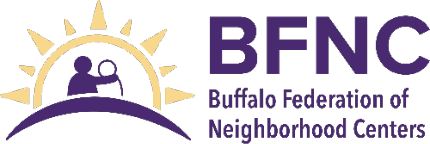 BFNC
Buffalo Federation of
Neighborhood Centers